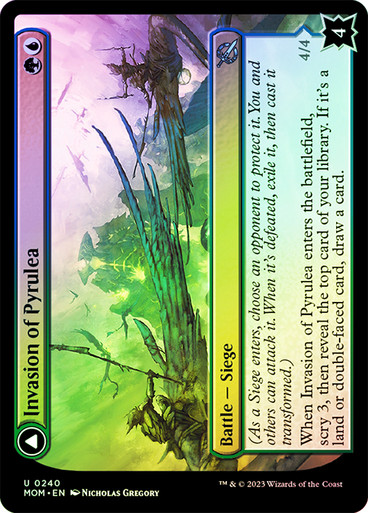 Invasion of Pyrulea
Battle — Siege
(As a Siege enters, choose an opponent to protect it. You and
others can attack it. When it's defeated, exile it, then cast it
transformed.)
When Invasion of Pyrulea enters the battlefield,
scry 3, then reveal the top card of your library. If it's a
land or double-faced card, draw a card.
4/4
4
U 0240
MOM • EN Nicholas Gregory
™ & © 2023 Wizards of the Coast